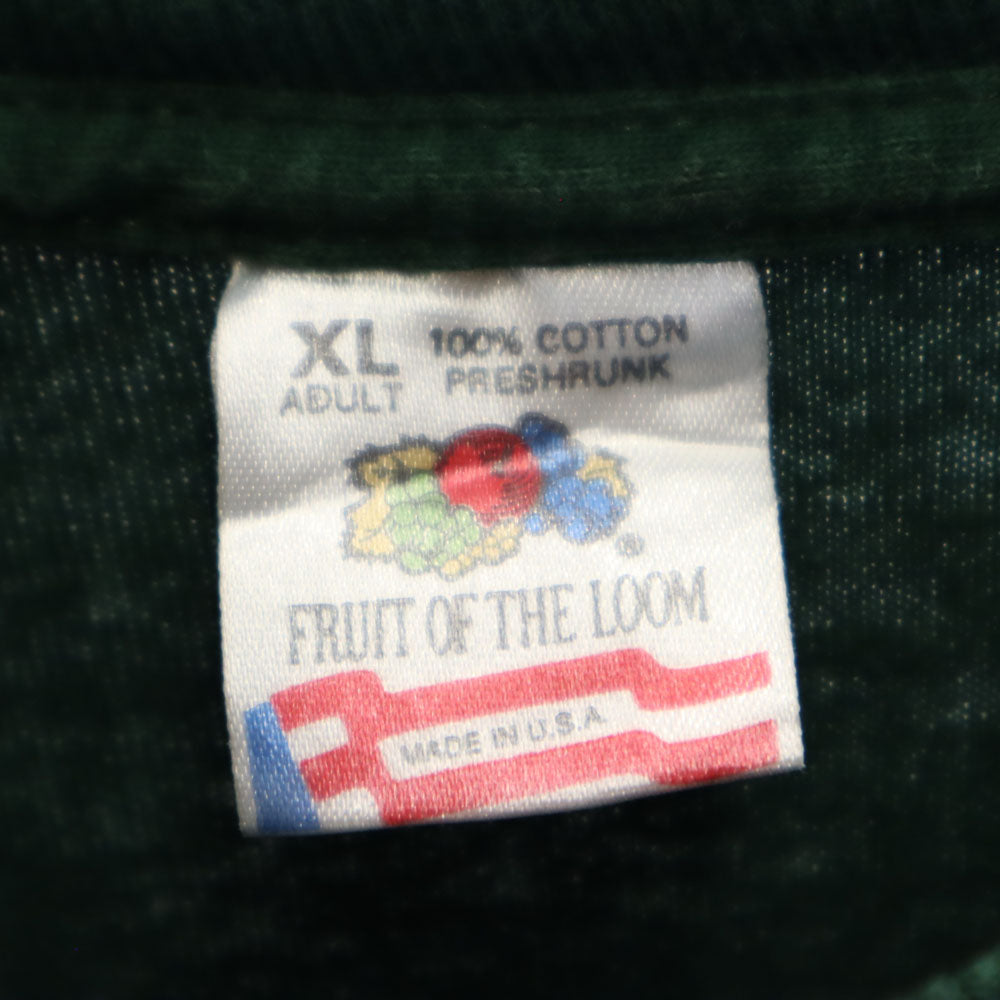 XL 100% COTTON
ADULT PRESHRUNK
®
FRUIT OF THE LOOM
MADE IN U.S.A.